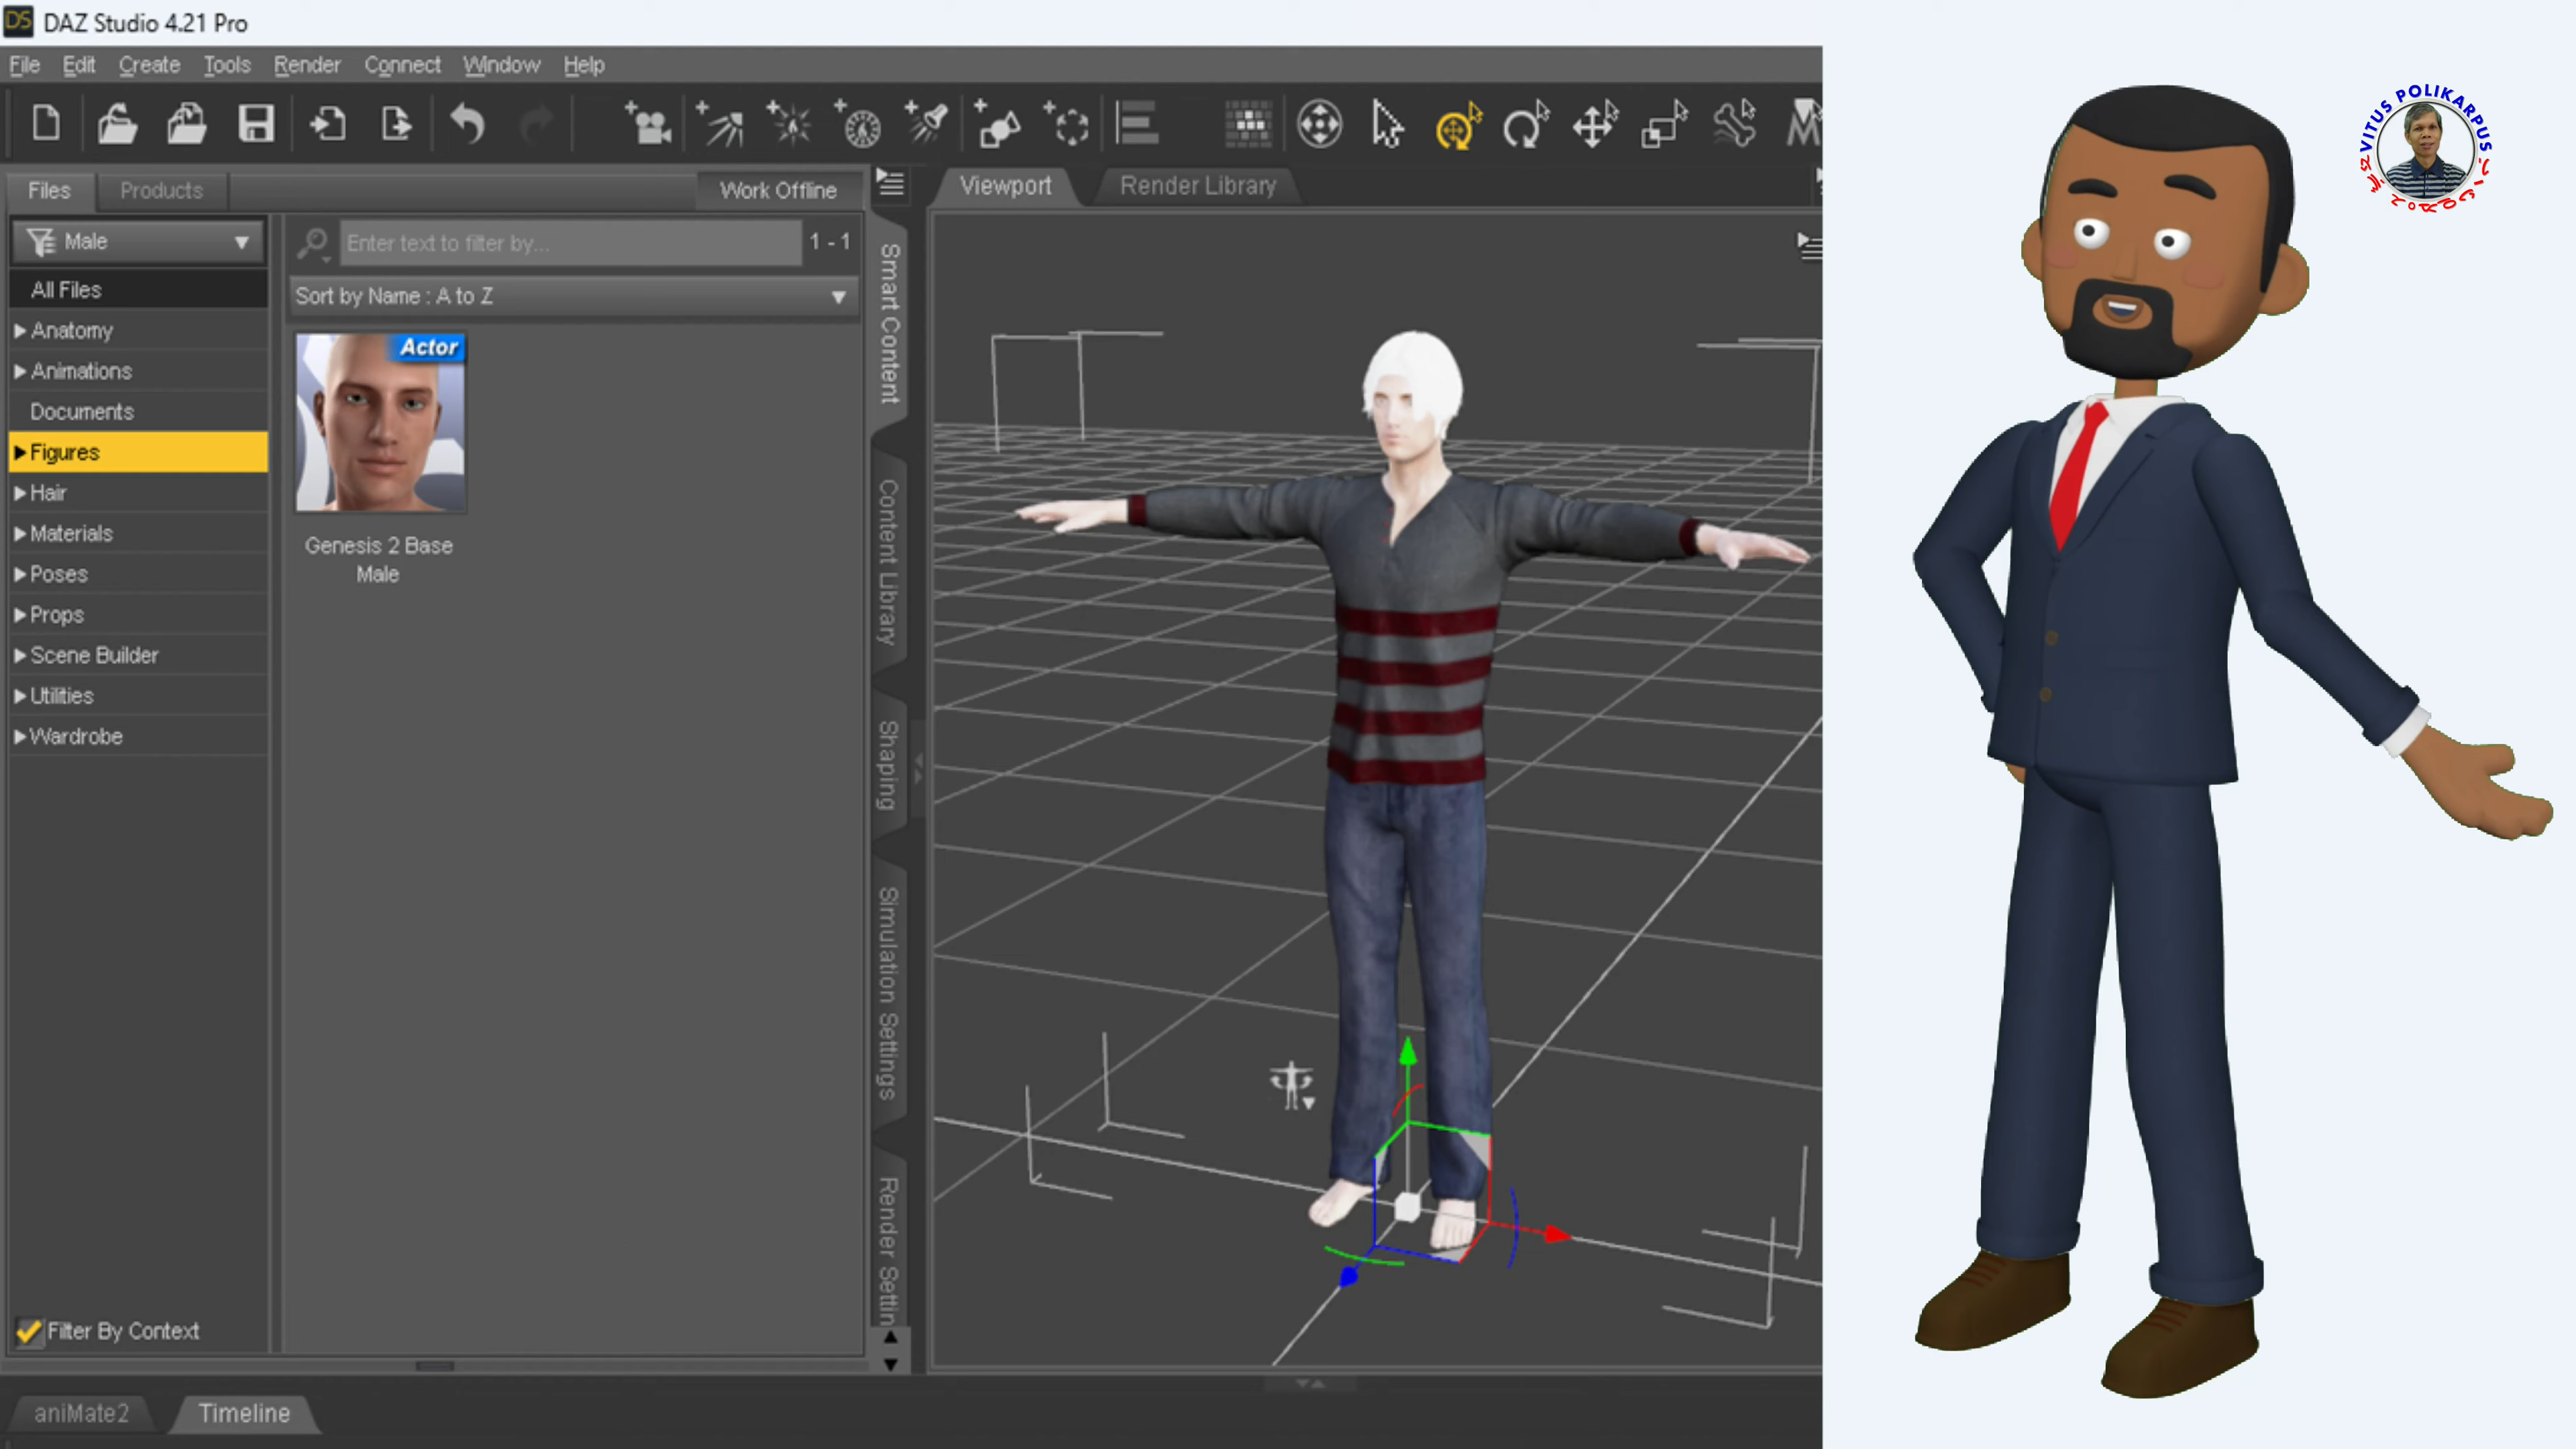 DS DAZ Studio 4.21 Pro
File Edit Create Tools Render Connect Window Help
Files Products Work Offline
Male
Enter text to filter by... 1 - 1
Sort by Name : A to Z
All Files
Anatomy
Animations
Documents
Figures
Hair
Materials
Poses
Props
Scene Builder
Utilities
Wardrobe
Actor
Genesis 2 Base
Male
Filter By Context
Smart Content
Content Library
Shaping
Simulation Settings
Render Settin
Viewport Render Library
aniMate2 Timeline
VITUS POLIKARPUS